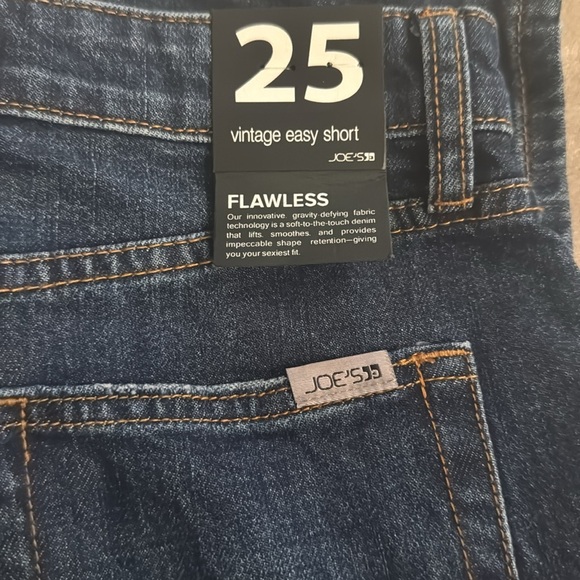 25
vintage easy short
JOE'S
FLAWLESS
Our innovative, gravity-defying fabric
technology is a soft-to-the-touch denim
that lifts, smoothes, and provides
impeccable shape retention—giving
you your sexiest fit.
JOE'S